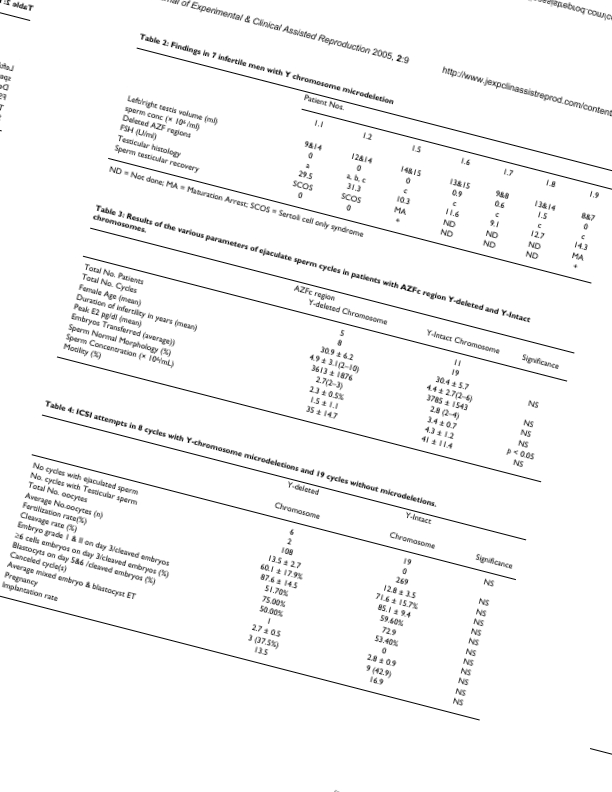 Journal of Experimental & Clinical Assisted Reproduction 2005, 2:9
http://www.jexpclinassistreprod.com/content
Table 2: Findings in 7 infertile men with Y chromosome microdeletion
Patient Nos.
1.1 1.2 1.5 1.6 1.7 1.8 1.9
Left/right testis volume (ml) 9&14 12&14 14&15 13&15 9&8 13&14 8&7
sperm conc (× 10⁶/ml) 0 0 0 0.9 0.6 1.5 0
Deleted AZF regions a a, b, c c c c c c
FSH (U/ml) 29.5 31.3 10.3 11.6 9.1 12.7 14.3
Testicular histology SCOS SCOS MA ND ND ND MA
Sperm testicular recovery 0 0 + ND ND ND +
ND = Not done; MA = Maturation Arrest; SCOS = Sertoli cell only syndrome
Table 3: Results of the various parameters of ejaculate sperm cycles in patients with AZFc region Y-deleted and Y-Intact
chromosomes.
AZFc region
Y-deleted Chromosome Y-Intact Chromosome Significance
Total No. Patients 5 11
Total No. Cycles 8 19
Female Age (mean) 30.9 ± 6.2 30.4 ± 5.7 NS
Duration of infertility in years (mean) 4.9 ± 3.1(2–10) 4.4 ± 2.7(2–6)
Peak E2 pg/dl (mean) 3613 ± 1876 3785 ± 1543 NS
Embryos Transferred (average)) 2.7(2–3) 2.8 (2–4) NS
Sperm Normal Morphology (%) 2.3 ± 0.5% 3.4 ± 0.7 NS
Sperm Concentration (× 10⁶/mL) 1.5 ± 1.1 4.3 ± 1.2 p < 0.05
Motility (%) 35 ± 14.7 41 ± 11.4 NS
Table 4: ICSI attempts in 8 cycles with Y-chromosome microdeletions and 19 cycles without microdeletions.
Y-deleted Y-Intact
Chromosome Chromosome Significance
No cycles with ejaculated sperm 6 19 NS
No. cycles with Testicular sperm 2 0
Total No. oocytes 108 269 NS
Average No.oocytes (n) 13.5 ± 2.7 12.8 ± 3.5 NS
Fertilization rate(%) 60.1 ± 17.9% 71.6 ± 15.7% NS
Cleavage rate (%) 87.6 ± 14.5 85.1 ± 9.4 NS
Embryo grade I & II on day 3/cleaved embryos 51.70% 59.60% NS
≥6 cells embryos on day 3/cleaved embryos (%) 75.00% 72.9 NS
Blastocysts on day 5&6 /cleaved embryos (%) 50.00% 53.40% NS
Canceled cycle(s) 1 0 NS
Average mixed embryo & blastocyst ET 2.7 ± 0.5 2.8 ± 0.9 NS
Pregnancy 3 (37.5%) 9 (42.9) NS
Implantation rate 13.5 16.9 NS